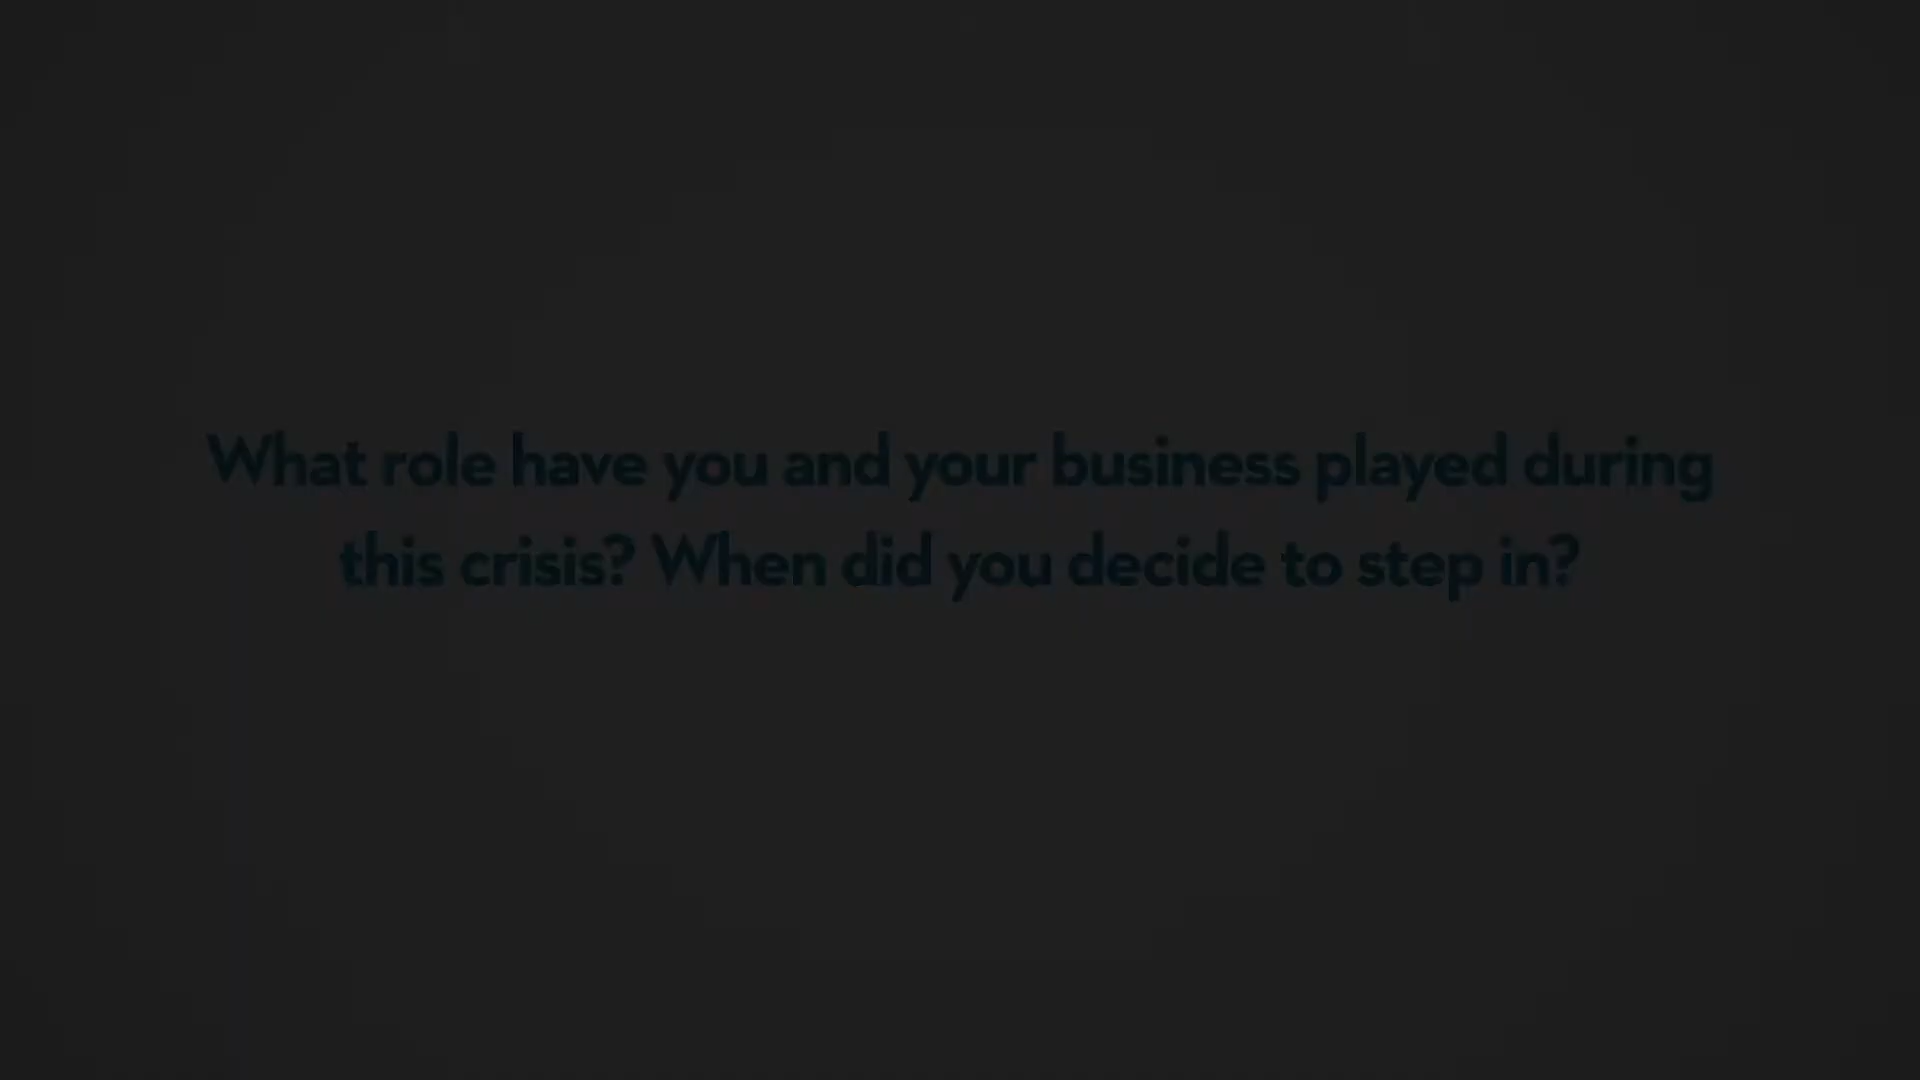 What role have you and your business played during
this crisis? When did you decide to step in?